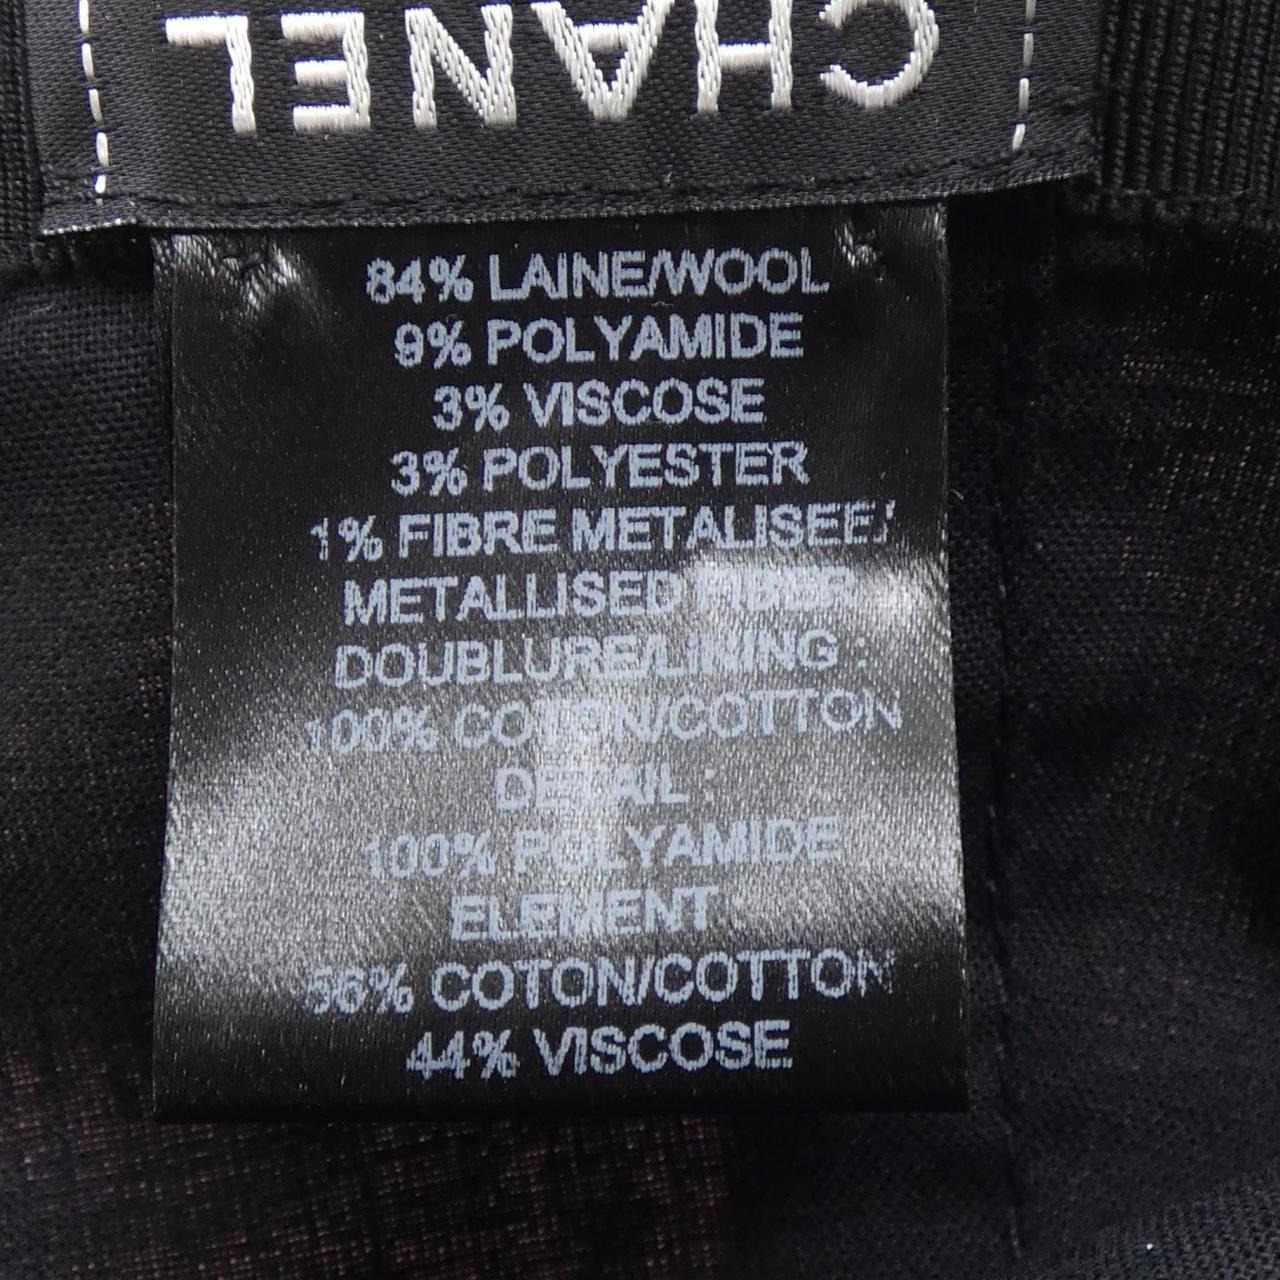 CHANEL
84% LAINE/WOOL
9% POLYAMIDE
3% VISCOSE
3% POLYESTER
1% FIBRE METALISEE/
METALLISED FIBER
DOUBLURE/LINING :
100% COTON/COTTON
DETAIL :
100% POLYAMIDE
ELEMENT :
56% COTON/COTTON
44% VISCOSE